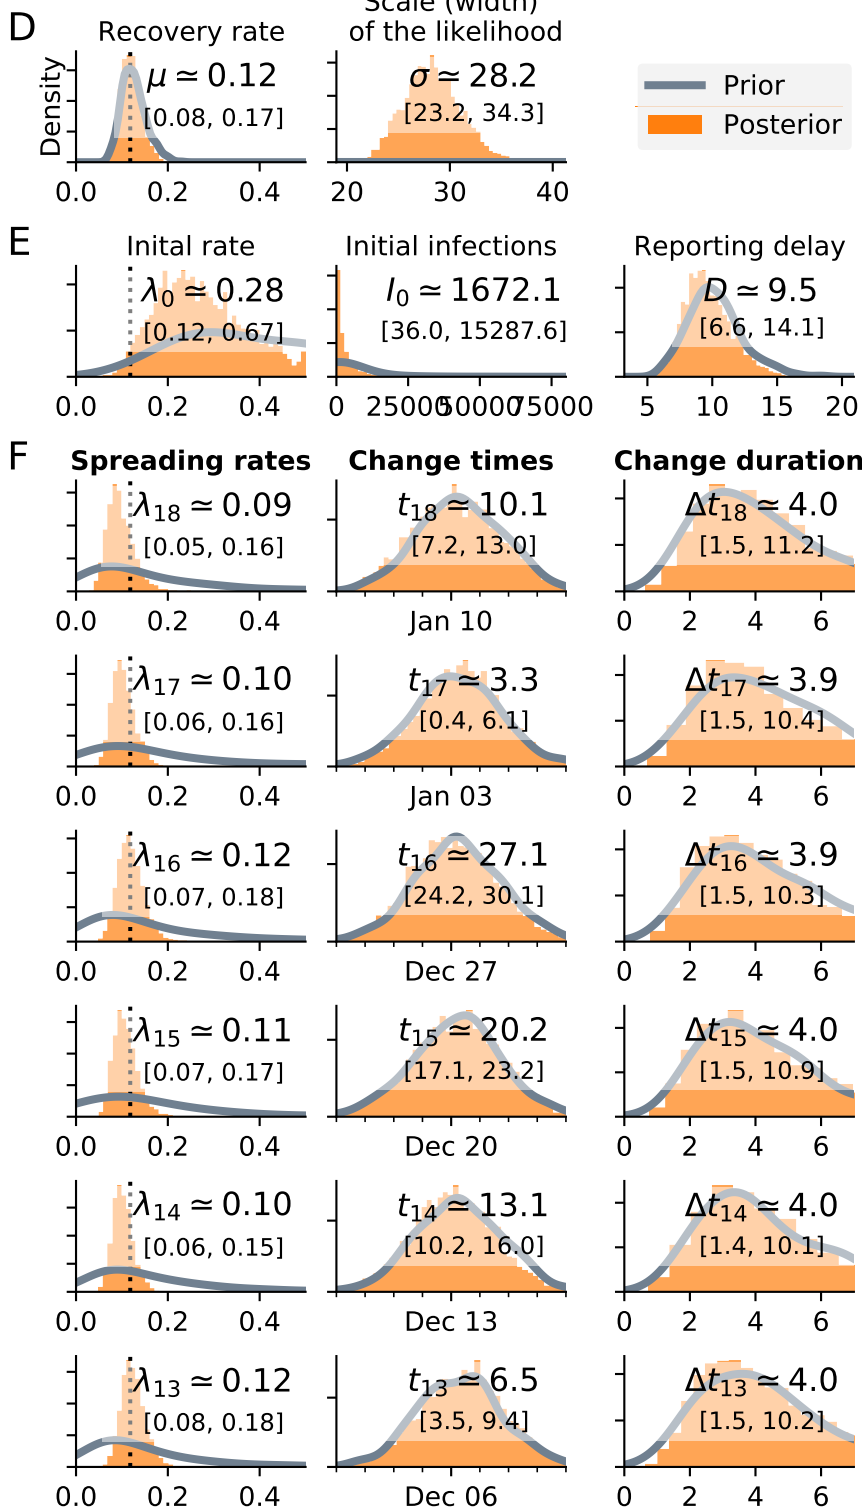 D
Scale (width)
Recovery rate
of the likelihood
Density
μ ≃ 0.12
[0.08, 0.17]
σ ≃ 28.2
[23.2, 34.3]
Prior
Posterior
0.0 0.2 0.4
20 30 40
E
Inital rate
Initial infections
Reporting delay
λ₀ ≃ 0.28
[0.12, 0.67]
I₀ ≃ 1672.1
[36.0, 15287.6]
D ≃ 9.5
[6.6, 14.1]
0.0 0.2 0.4
0 25000 50000 75000
5 10 15 20
F
Spreading rates
Change times
Change duration
λ₁₈ ≃ 0.09
[0.05, 0.16]
t₁₈ ≃ 10.1
[7.2, 13.0]
Δt₁₈ ≃ 4.0
[1.5, 11.2]
0.0 0.2 0.4
Jan 10
0 2 4 6
λ₁₇ ≃ 0.10
[0.06, 0.16]
t₁₇ ≃ 3.3
[0.4, 6.1]
Δt₁₇ ≃ 3.9
[1.5, 10.4]
0.0 0.2 0.4
Jan 03
0 2 4 6
λ₁₆ ≃ 0.12
[0.07, 0.18]
t₁₆ ≃ 27.1
[24.2, 30.1]
Δt₁₆ ≃ 3.9
[1.5, 10.3]
0.0 0.2 0.4
Dec 27
0 2 4 6
λ₁₅ ≃ 0.11
[0.07, 0.17]
t₁₅ ≃ 20.2
[17.1, 23.2]
Δt₁₅ ≃ 4.0
[1.5, 10.9]
0.0 0.2 0.4
Dec 20
0 2 4 6
λ₁₄ ≃ 0.10
[0.06, 0.15]
t₁₄ ≃ 13.1
[10.2, 16.0]
Δt₁₄ ≃ 4.0
[1.4, 10.1]
0.0 0.2 0.4
Dec 13
0 2 4 6
λ₁₃ ≃ 0.12
[0.08, 0.18]
t₁₃ ≃ 6.5
[3.5, 9.4]
Δt₁₃ ≃ 4.0
[1.5, 10.2]
0.0 0.2 0.4
Dec 06
0 2 4 6